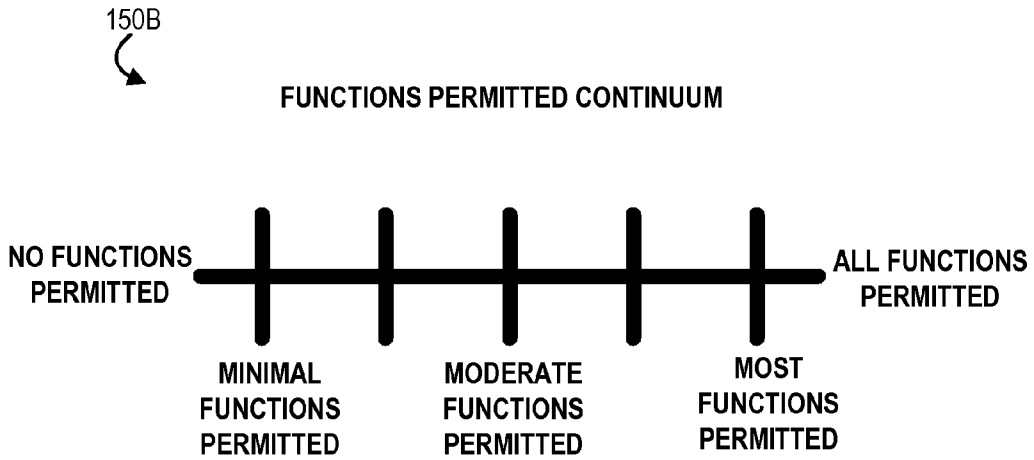 150B
FUNCTIONS PERMITTED CONTINUUM
NO FUNCTIONS
PERMITTED
ALL FUNCTIONS
PERMITTED
MINIMAL
FUNCTIONS
PERMITTED
MODERATE
FUNCTIONS
PERMITTED
MOST
FUNCTIONS
PERMITTED